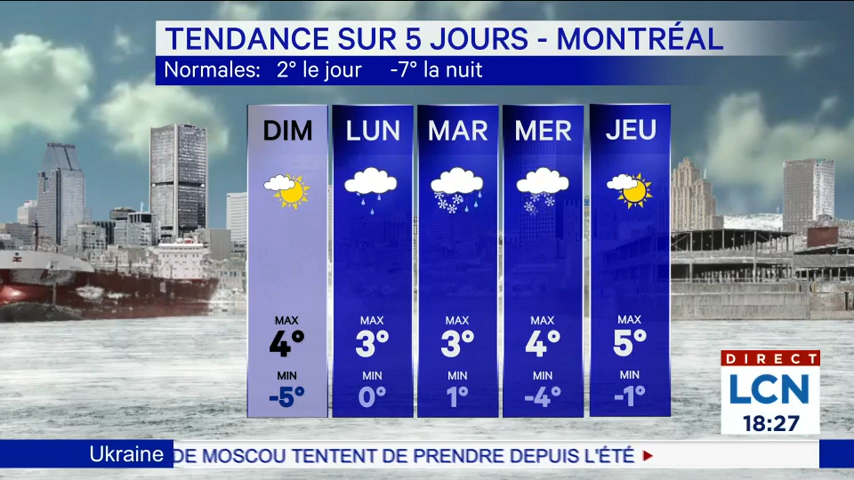 TENDANCE SUR 5 JOURS - MONTRÉAL
Normales: 2° le jour -7° la nuit
DIM LUN MAR MER JEU
MAX MAX MAX MAX MAX
4° 3° 3° 4° 5°
MIN MIN MIN MIN MIN
-5° 0° 1° -4° -1°
DIRECT
LCN
18:27
Ukraine DE MOSCOU TENTENT DE PRENDRE DEPUIS L'ÉTÉ